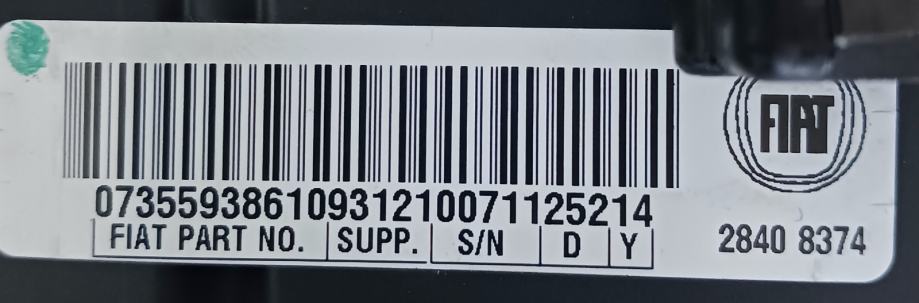 FIAT
07355938610931210071125214
FIAT PART NO. SUPP. S/N D Y
2840 8374